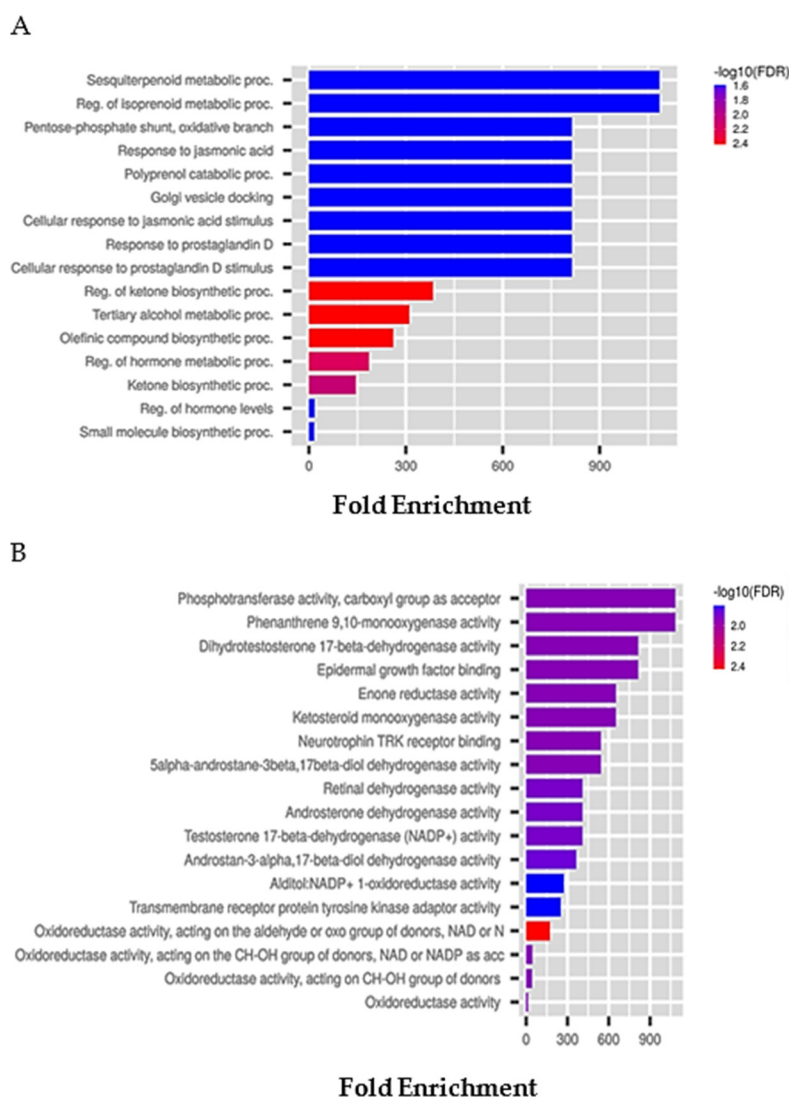 A
Sesquiterpenoid metabolic proc.
Reg. of isoprenoid metabolic proc.
Pentose-phosphate shunt, oxidative branch
Response to jasmonic acid
Polyprenol catabolic proc.
Golgi vesicle docking
Cellular response to jasmonic acid stimulus
Response to prostaglandin D
Cellular response to prostaglandin D stimulus
Reg. of ketone biosynthetic proc.
Tertiary alcohol metabolic proc.
Olefinic compound biosynthetic proc.
Reg. of hormone metabolic proc.
Ketone biosynthetic proc.
Reg. of hormone levels
Small molecule biosynthetic proc.
0 300 600 900
Fold Enrichment
-log10(FDR)
1.6
1.8
2.0
2.2
2.4
B
Phosphotransferase activity, carboxyl group as acceptor
Phenanthrene 9,10-monooxygenase activity
Dihydrotestosterone 17-beta-dehydrogenase activity
Epidermal growth factor binding
Enone reductase activity
Ketosteroid monooxygenase activity
Neurotrophin TRK receptor binding
5alpha-androstane-3beta,17beta-diol dehydrogenase activity
Retinal dehydrogenase activity
Androsterone dehydrogenase activity
Testosterone 17-beta-dehydrogenase (NADP+) activity
Androstan-3-alpha,17-beta-diol dehydrogenase activity
Alditol:NADP+ 1-oxidoreductase activity
Transmembrane receptor protein tyrosine kinase adaptor activity
Oxidoreductase activity, acting on the aldehyde or oxo group of donors, NAD or N
Oxidoreductase activity, acting on the CH-OH group of donors, NAD or NADP as acc
Oxidoreductase activity, acting on CH-OH group of donors
Oxidoreductase activity
0 300 600 900
Fold Enrichment
-log10(FDR)
2.0
2.2
2.4